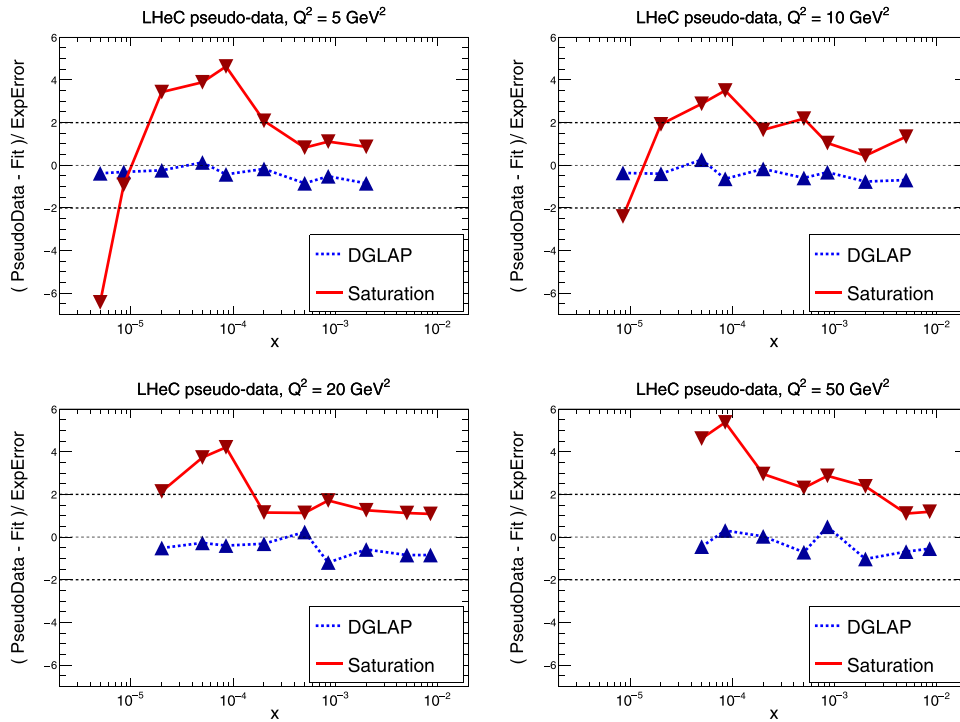 LHeC pseudo-data, Q² = 5 GeV²
( PseudoData - Fit )/ ExpError
6
4
2
0
−2
−4
−6
DGLAP
Saturation
10⁻⁵ 10⁻⁴ 10⁻³ 10⁻²
x
LHeC pseudo-data, Q² = 10 GeV²
( PseudoData - Fit )/ ExpError
6
4
2
0
−2
−4
−6
DGLAP
Saturation
10⁻⁵ 10⁻⁴ 10⁻³ 10⁻²
x
LHeC pseudo-data, Q² = 20 GeV²
( PseudoData - Fit )/ ExpError
6
4
2
0
−2
−4
−6
DGLAP
Saturation
10⁻⁵ 10⁻⁴ 10⁻³ 10⁻²
x
LHeC pseudo-data, Q² = 50 GeV²
( PseudoData - Fit )/ ExpError
6
4
2
0
−2
−4
−6
DGLAP
Saturation
10⁻⁵ 10⁻⁴ 10⁻³ 10⁻²
x